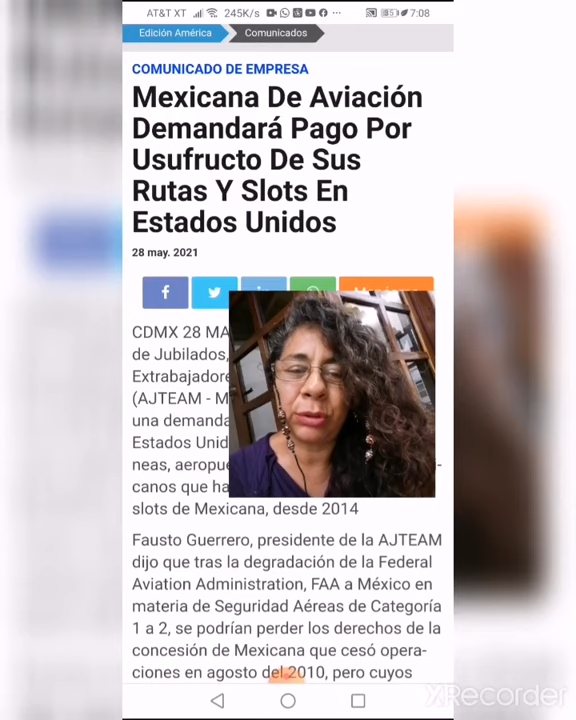 AT&T XT 245K/S 85 7:08
Edición América Comunicados
COMUNICADO DE EMPRESA
Mexicana De Aviación
Demandará Pago Por
Usufructo De Sus
Rutas Y Slots En
Estados Unidos
28 may. 2021
CDMX 28 MA
de Jubilados,
Extrabajadore
(AJTEAM - M
una demanda
Estados Unid
neas, aeropue
canos que ha
slots de Mexicana, desde 2014
Fausto Guerrero, presidente de la AJTEAM
dijo que tras la degradación de la Federal
Aviation Administration, FAA a México en
materia de Seguridad Aéreas de Categoría
1 a 2, se podrían perder los derechos de la
concesión de Mexicana que cesó opera-
ciones en agosto del 2010, pero cuyos
XRecorder